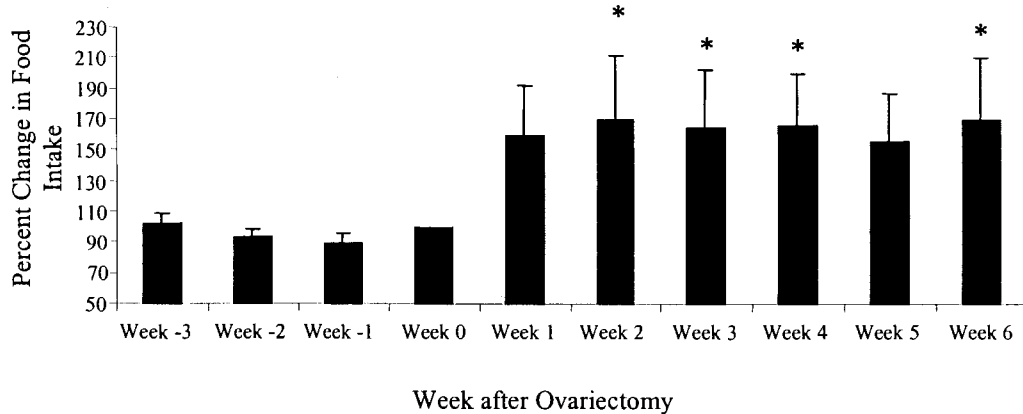 Percent Change in Food
Intake
230
210
190
170
150
130
110
90
70
50
*
*
*
*
Week -3
Week -2
Week -1
Week 0
Week 1
Week 2
Week 3
Week 4
Week 5
Week 6
Week after Ovariectomy